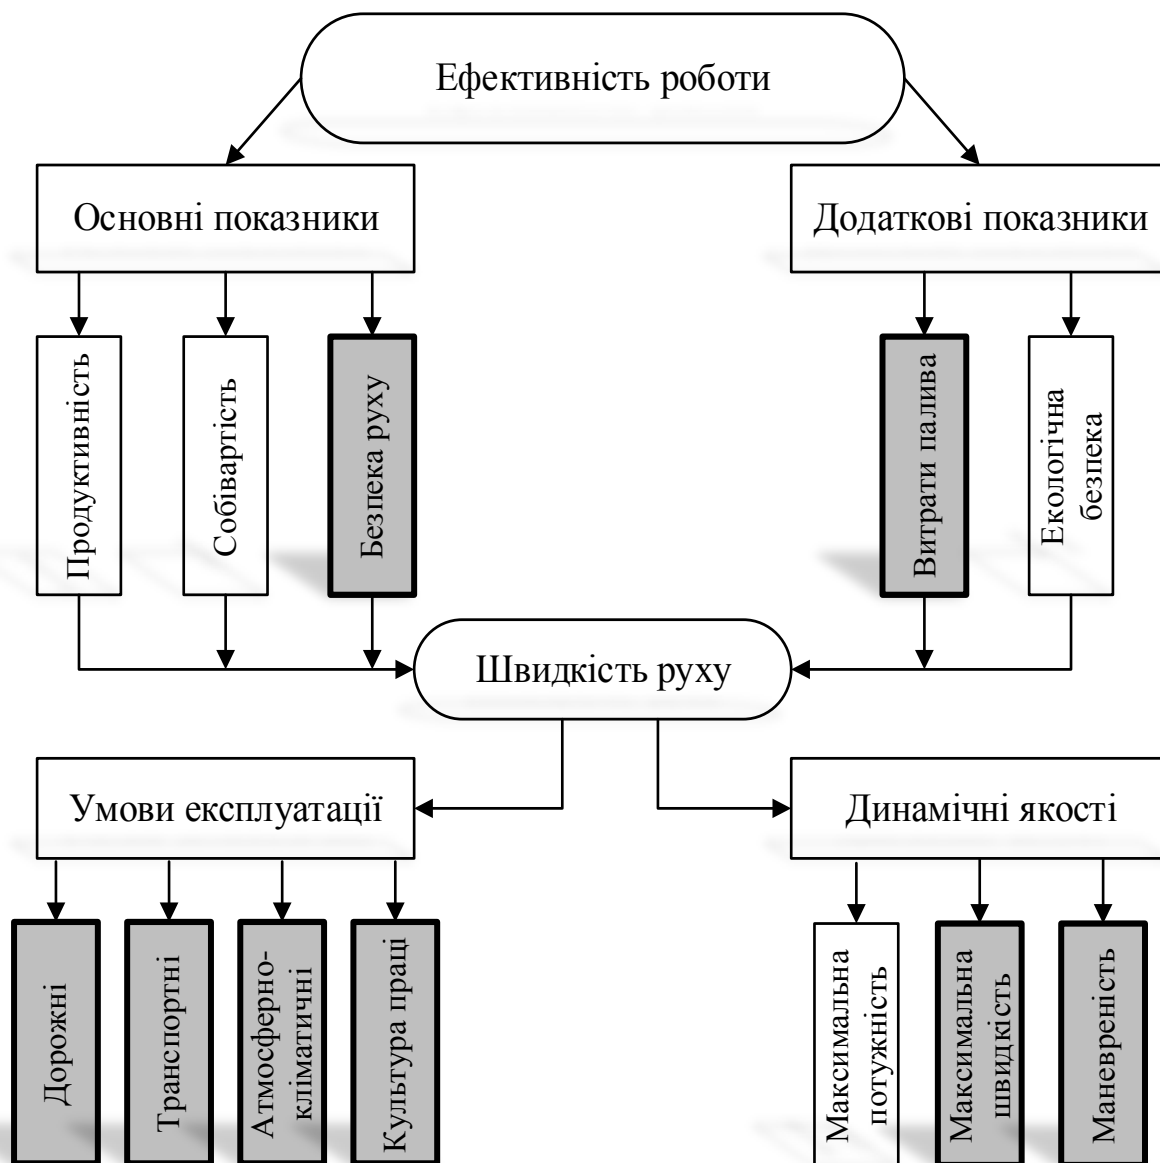 Ефективність роботи
Основні показники
Додаткові показники
Продуктивність
Собівартість
Безпека руху
Витрати палива
Екологічна
безпека
Швидкість руху
Умови експлуатації
Динамічні якості
Дорожні
Транспортні
Атмосферно-
кліматичні
Культура праці
Максимальна
потужність
Максимальна
швидкість
Маневреність